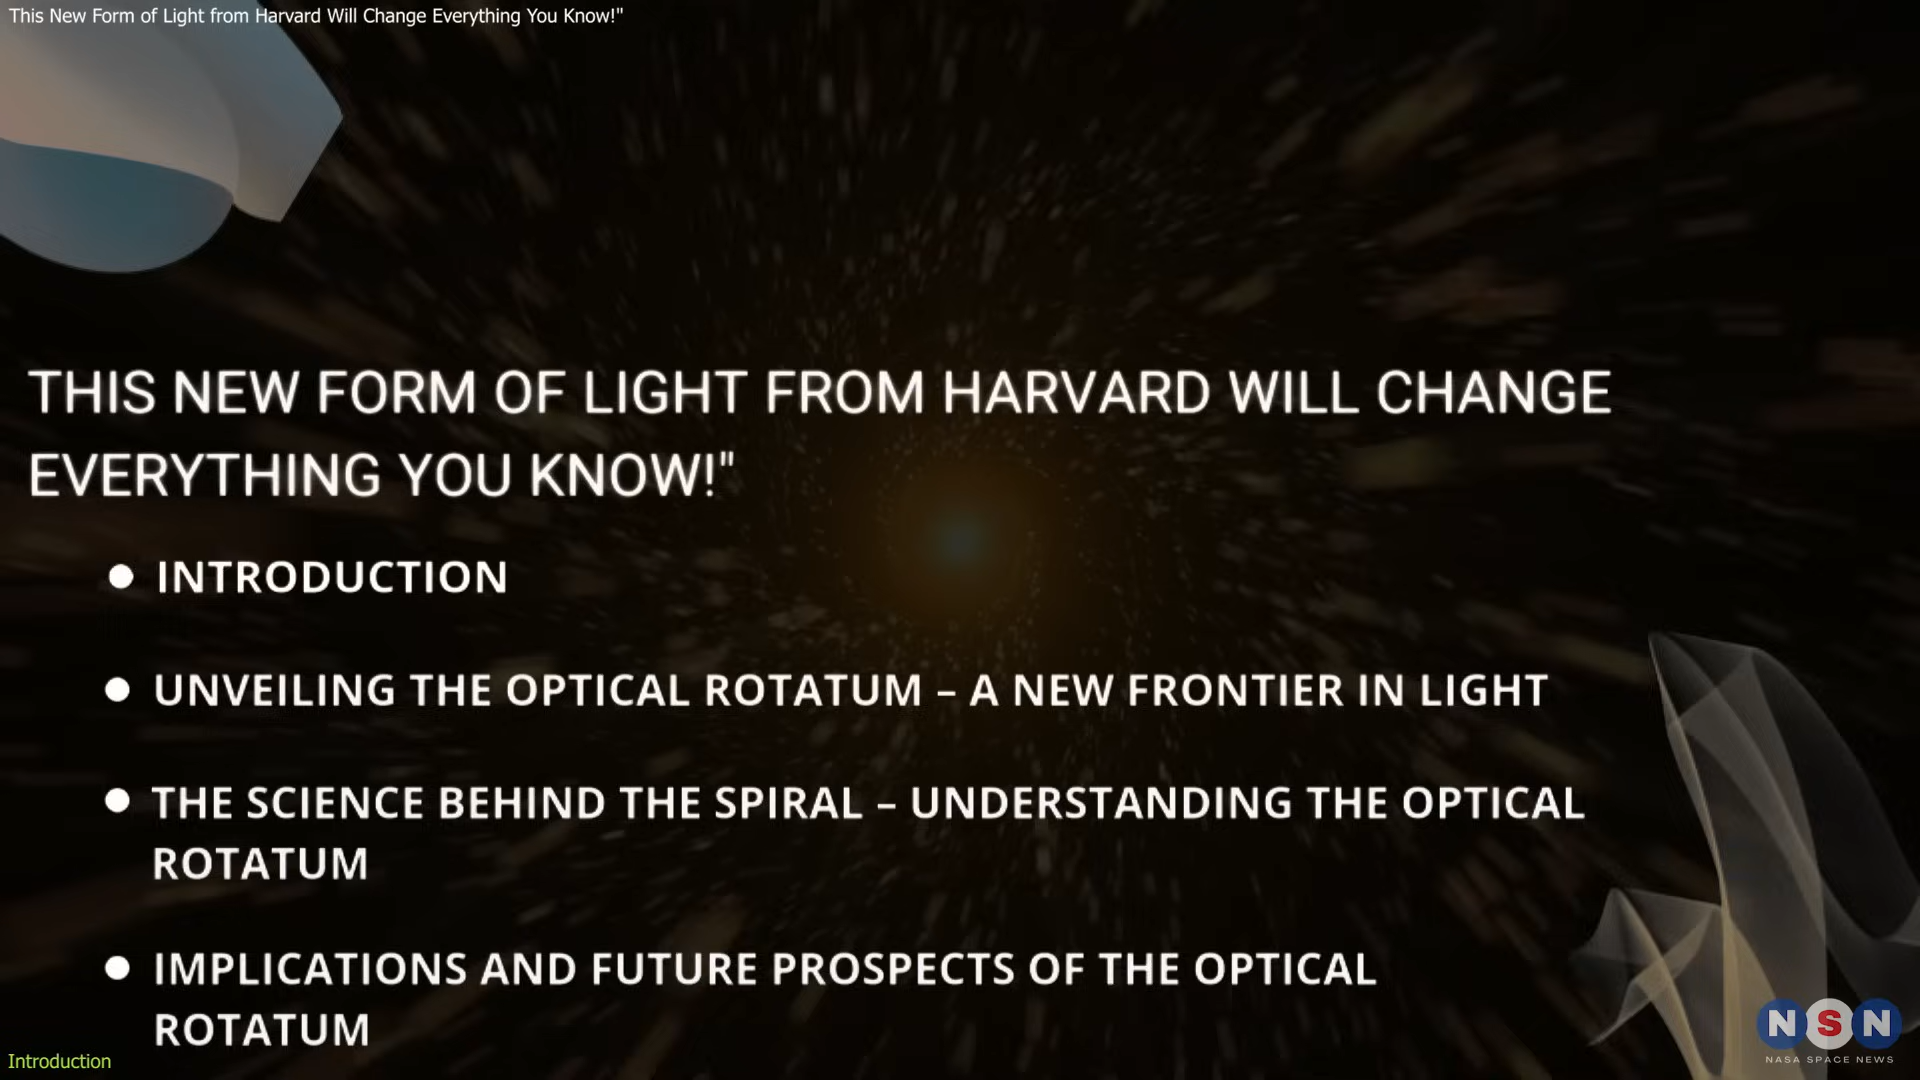 This New Form of Light from Harvard Will Change Everything You Know!"
THIS NEW FORM OF LIGHT FROM HARVARD WILL CHANGE
EVERYTHING YOU KNOW!"
● INTRODUCTION
● UNVEILING THE OPTICAL ROTATUM – A NEW FRONTIER IN LIGHT
● THE SCIENCE BEHIND THE SPIRAL – UNDERSTANDING THE OPTICAL
ROTATUM
● IMPLICATIONS AND FUTURE PROSPECTS OF THE OPTICAL
ROTATUM
NSN
NASA SPACE NEWS
Introduction